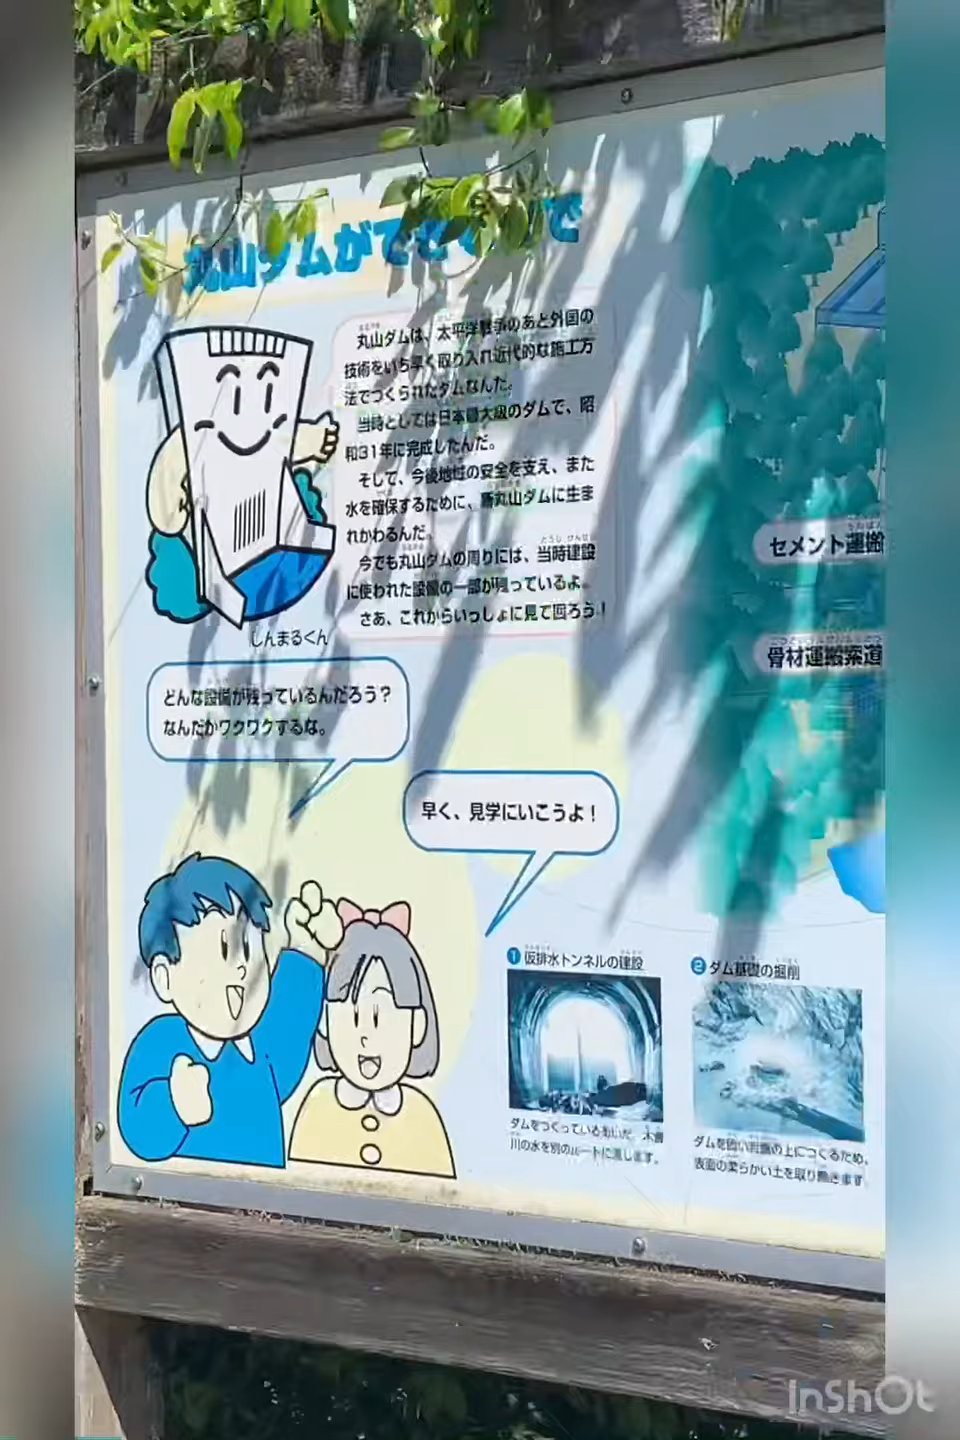 丸山ダムができるまで
丸山ダムは、太平洋戦争のあと外国の
技術をいち早く取り入れ近代的な施工方
法でつくられたダムなんだ。
当時としては日本最大級のダムで、昭
和31年に完成したんだ。
そして、今後地域の安全を支え、また
水を確保するために、新丸山ダムに生ま
れかわるんだ。
今でも丸山ダムの周りには、当時建設
に使われた設備の一部が残っているよ。
さあ、これからいっしょに見て回ろう!
しんまるくん
どんな設備が残っているんだろう?
なんだかワクワクするな。
早く、見学にいこうよ!
セメント運搬
骨材運搬索道
1 仮排水トンネルの建設
ダムをつくっているあいだ、木曽
川の水を別のルートに流します。
2 ダム基礎の掘削
ダムを固い岩盤の上につくるため、
表面の柔らかい土を取り除きます。
InShOt